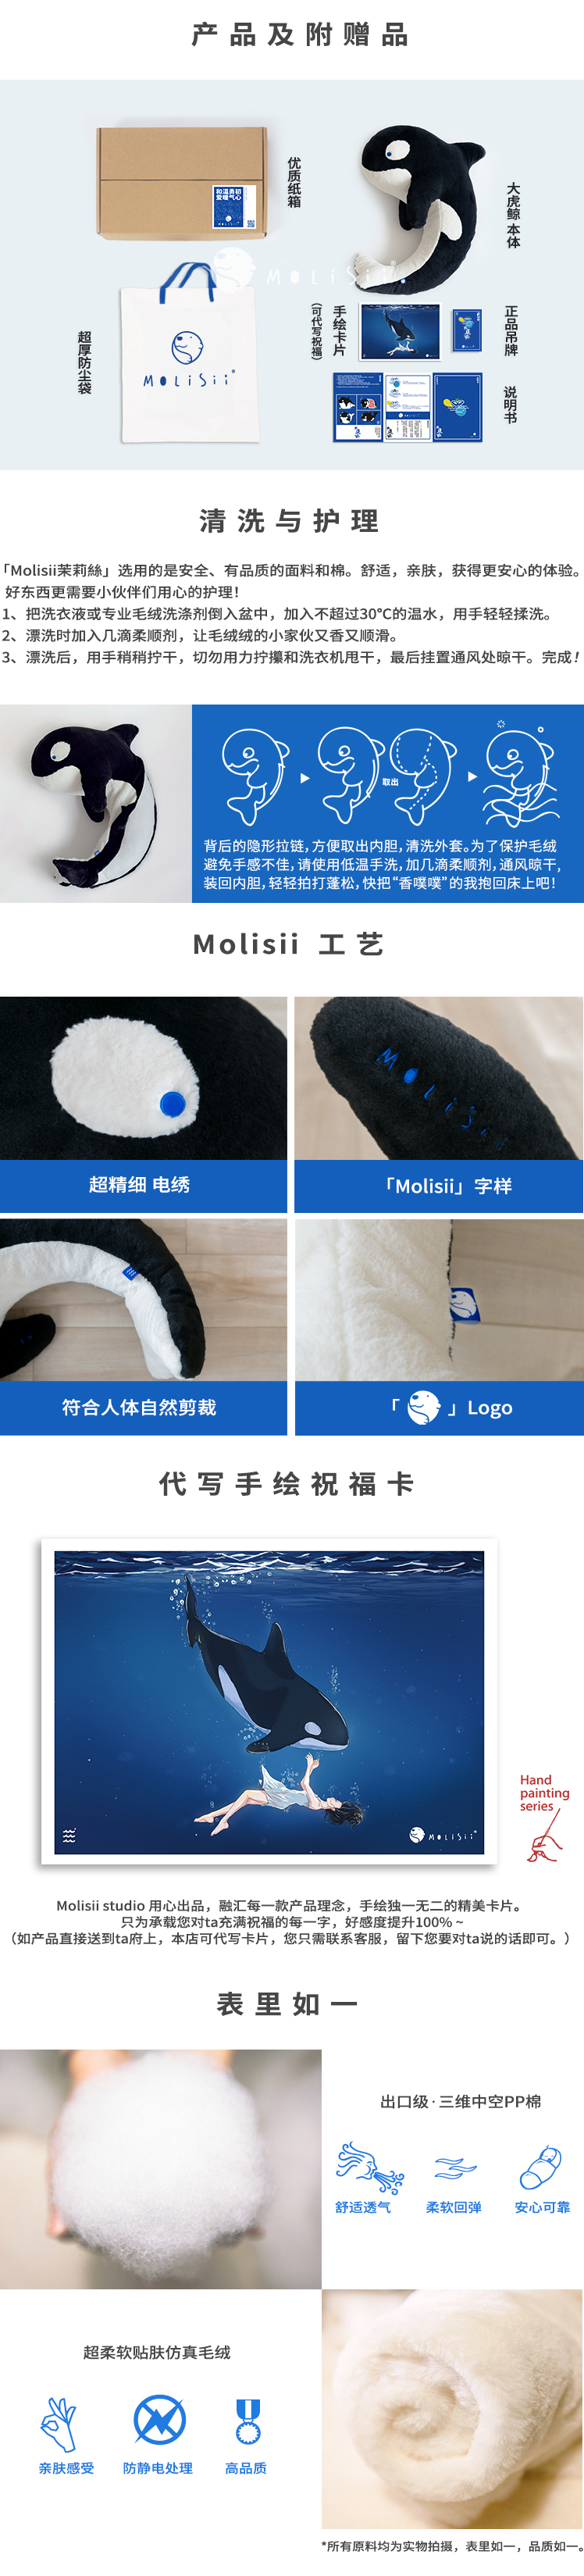 产品及附赠品
优质纸箱
和温勇初
爱暖气心
大虎鲸 本体
MOLiSii®
超厚防尘袋
MOLiSii®
手绘卡片
(可代写祝福)
正品吊牌
说明书
清洗与护理
「Molisii茉莉絲」选用的是安全、有品质的面料和棉。舒适，亲肤，获得更安心的体验。
好东西更需要小伙伴们用心的护理！
1、把洗衣液或专业毛绒洗涤剂倒入盆中，加入不超过30℃的温水，用手轻轻揉洗。
2、漂洗时加入几滴柔顺剂，让毛绒绒的小家伙又香又顺滑。
3、漂洗后，用手稍稍拧干，切勿用力拧攥和洗衣机甩干，最后挂置通风处晾干。完成！
取出
背后的隐形拉链，方便取出内胆，清洗外套。为了保护毛绒
避免手感不佳，请使用低温手洗，加几滴柔顺剂，通风晾干，
装回内胆，轻轻拍打蓬松，快把“香噗噗”的我抱回床上吧！
Molisii 工艺
MOLiSii
超精细 电绣
「Molisii」字样
符合人体自然剪裁
「 」Logo
代写手绘祝福卡
MOLiSii®
Hand
painting
series
Molisii studio 用心出品，融汇每一款产品理念，手绘独一无二的精美卡片。
只为承载您对ta充满祝福的每一字，好感度提升100% ~
（如产品直接送到ta府上，本店可代写卡片，您只需联系客服，留下您要对ta说的话即可。）
表里如一
出口级·三维中空PP棉
舒适透气
柔软回弹
安心可靠
超柔软贴肤仿真毛绒
亲肤感受
防静电处理
高品质
*所有原料均为实物拍摄，表里如一，品质如一。